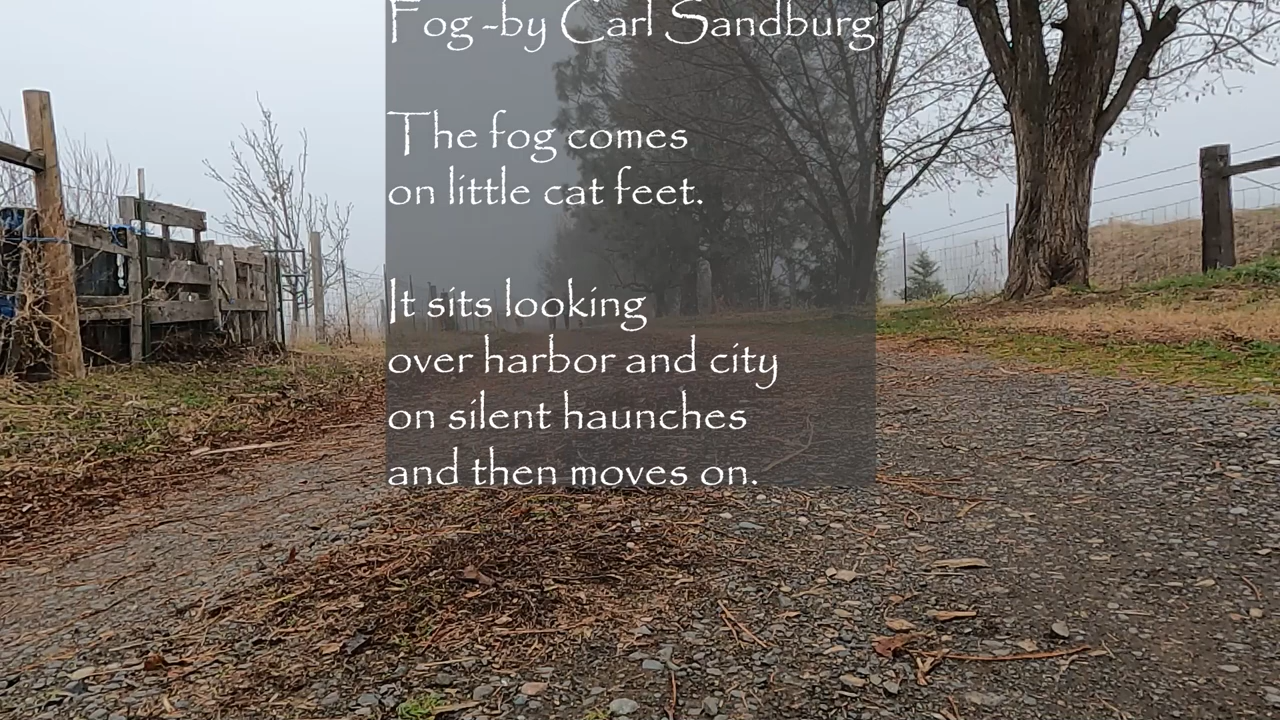 Fog -by Carl Sandburg
The fog comes
on little cat feet.
It sits looking
over harbor and city
on silent haunches
and then moves on.